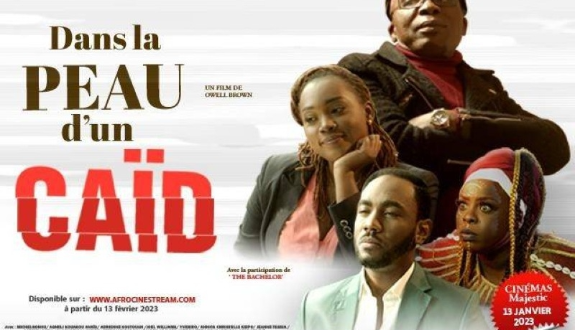 Dans la
PEAU
d'un
CAÏD
UN FILM DE
OWELL BROWN
Avec la participation de
" THE BACHELOR"
Disponible sur : WWW.AFROCINESTREAM.COM
à partir du 13 février 2023
CINÉMAS
Majestic
13 JANVIER
2023